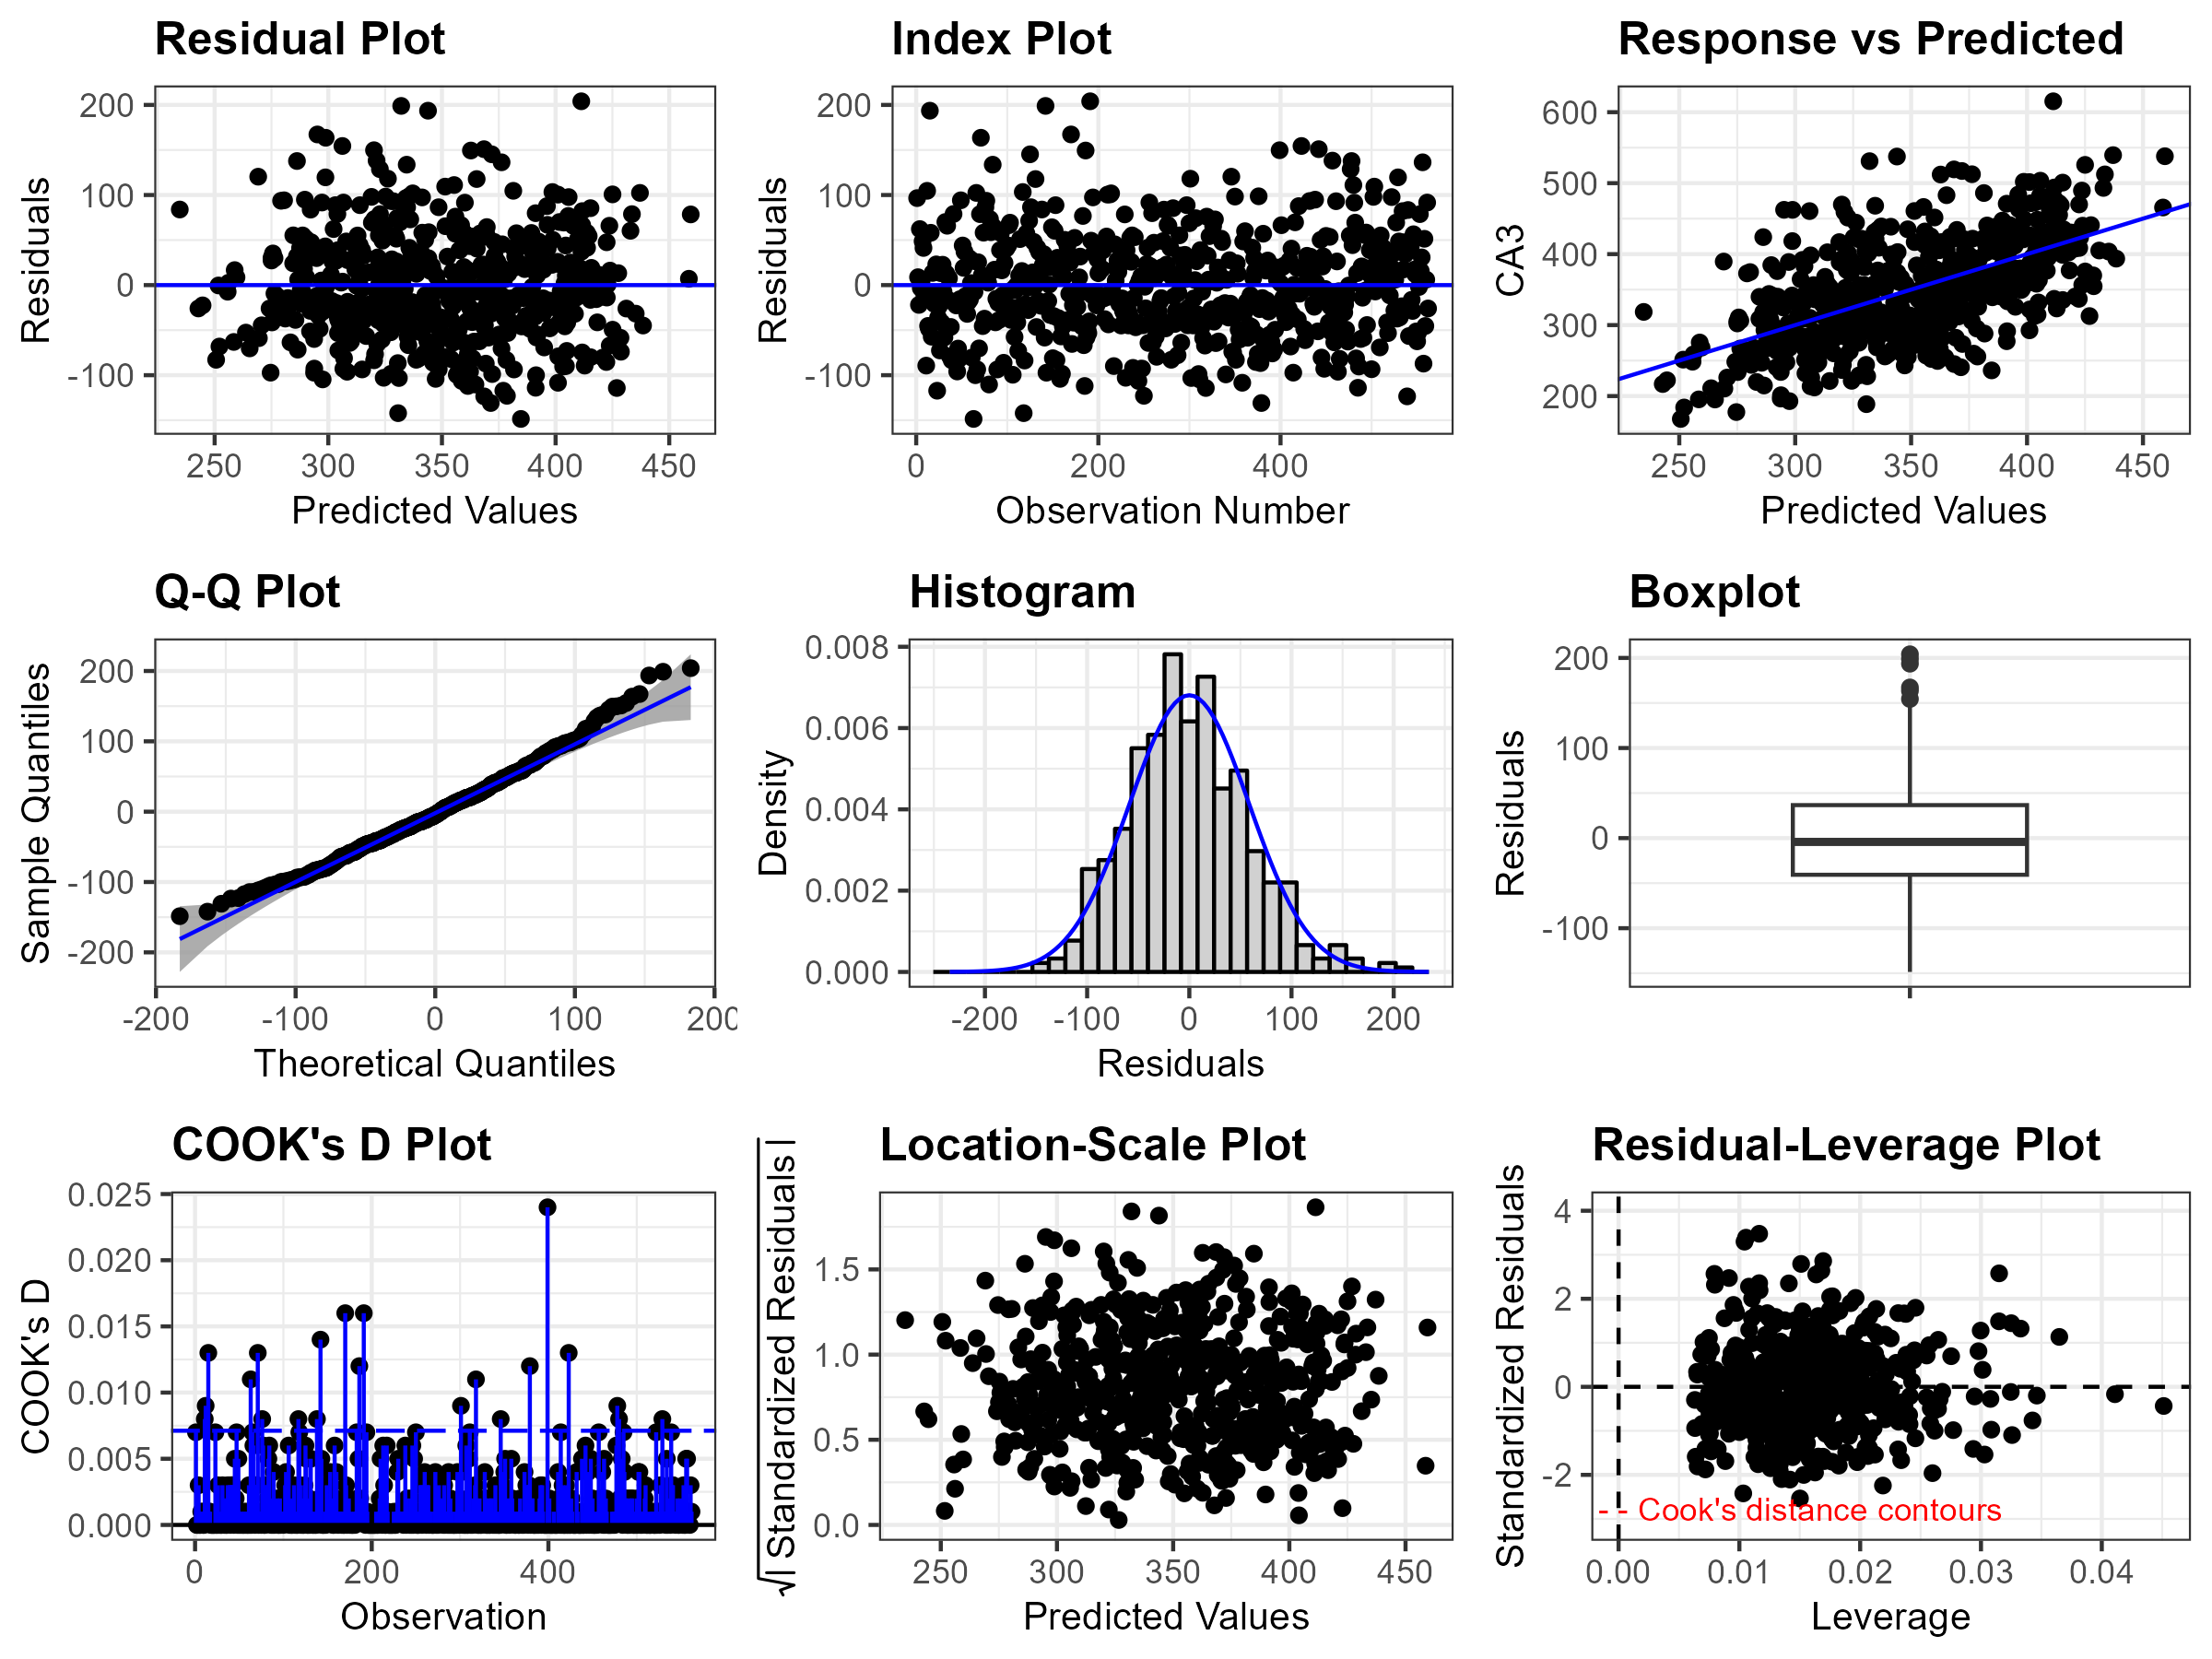 Residual Plot
200
100
0
-100
250 300 350 400 450
Predicted Values
Residuals
Index Plot
200
100
0
-100
0 200 400
Observation Number
Residuals
Response vs Predicted
600
500
400
300
200
250 300 350 400 450
Predicted Values
CA3
Q-Q Plot
200
100
0
-100
-200
-200 -100 0 100 200
Theoretical Quantiles
Sample Quantiles
Histogram
0.008
0.006
0.004
0.002
0.000
-200 -100 0 100 200
Residuals
Density
Boxplot
200
100
0
-100
Residuals
COOK's D Plot
0.025
0.020
0.015
0.010
0.005
0.000
0 200 400
Observation
COOK's D
Location-Scale Plot
1.5
1.0
0.5
0.0
250 300 350 400 450
Predicted Values
√| Standardized Residuals |
Residual-Leverage Plot
4
2
0
-2
Cook's distance contours
0.00 0.01 0.02 0.03 0.04
Leverage
Standardized Residuals